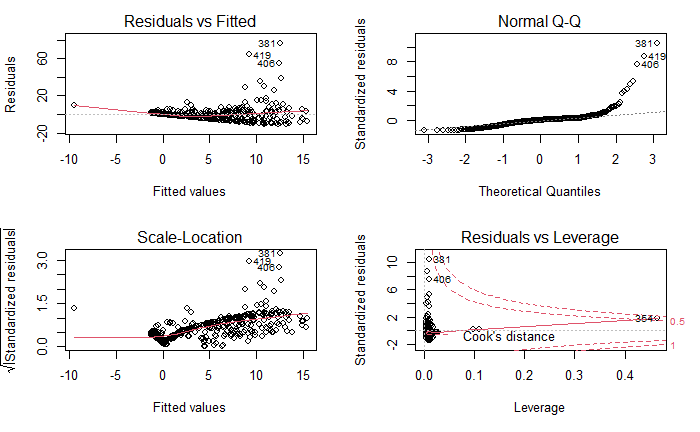 Residuals vs Fitted
Residuals
60
20
-20
381
419
406
-10 -5 0 5 10 15
Fitted values
Normal Q-Q
Standardized residuals
8
4
0
381
419
406
-3 -2 -1 0 1 2 3
Theoretical Quantiles
Scale-Location
√|Standardized residuals|
3.0
1.5
0.0
381
419
406
-10 -5 0 5 10 15
Fitted values
Residuals vs Leverage
Standardized residuals
10
6
2
-2
381
406
354
0.5
1
Cook's distance
0.0 0.1 0.2 0.3 0.4
Leverage